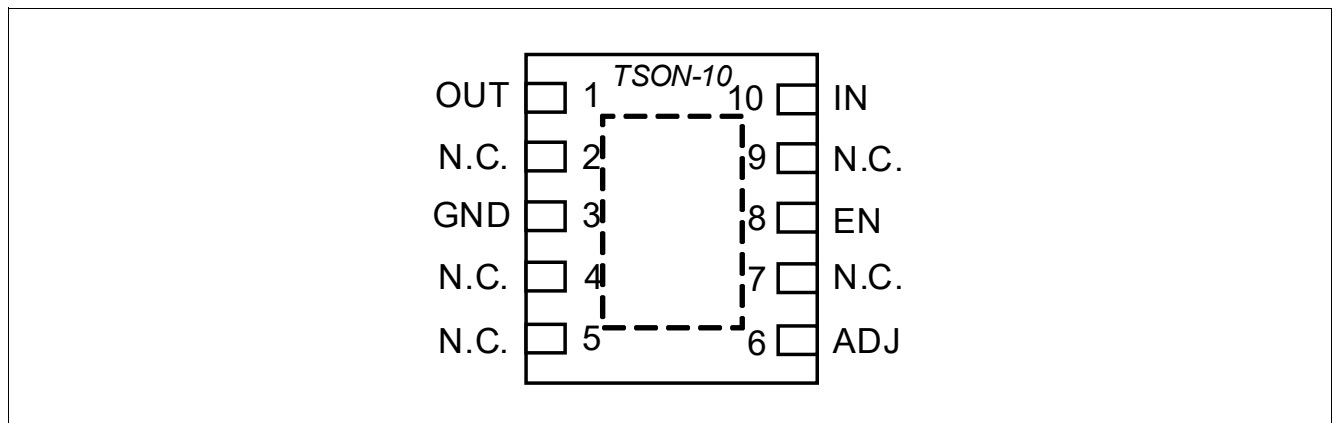 TSON-10
OUT 1 10 IN
N.C. 2 9 N.C.
GND 3 8 EN
N.C. 4 7 N.C.
N.C. 5 6 ADJ